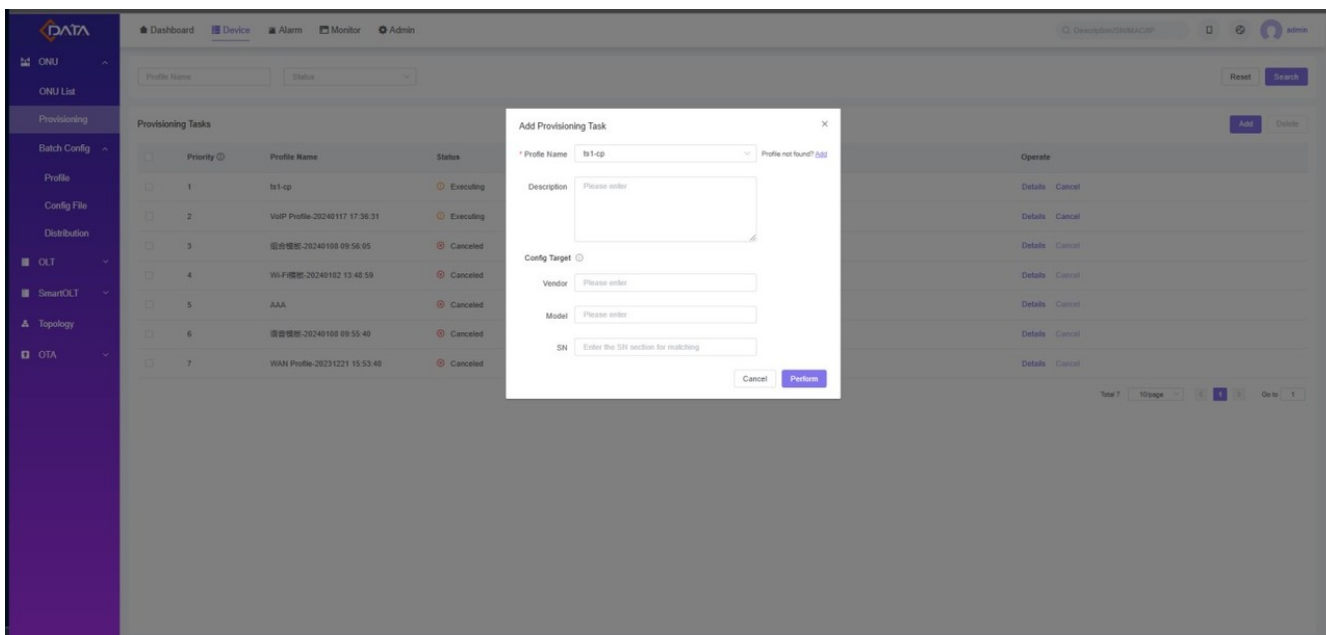 DATA
Dashboard Device Alarm Monitor Admin
Description/SN/MAC/IP
admin
ONU
ONU List
Provisioning
Batch Config
Profile
Config File
Distribution
OLT
SmartOLT
Topology
OTA
Profile Name Status Reset Search
Provisioning Tasks Add Delete
Priority Profile Name Status Operate
1 ts1-cp Executing Details Cancel
2 VoIP Profile-20240117 17:36:31 Executing Details Cancel
3 组合模板-20240108 09:56:05 Canceled Details Cancel
4 Wi-Fi模板-20240102 13:48:59 Canceled Details Cancel
5 AAA Canceled Details Cancel
6 语音模板-20240108 09:55:40 Canceled Details Cancel
7 WAN Profile-20231221 15:53:40 Canceled Details Cancel
Total 7 10/page 1 Go to 1
Add Provisioning Task
* Profie Name ts1-cp Profile not found? Add
Description Please enter
Config Target
Vendor Please enter
Model Please enter
SN Enter the SN section for matching
Cancel Perform